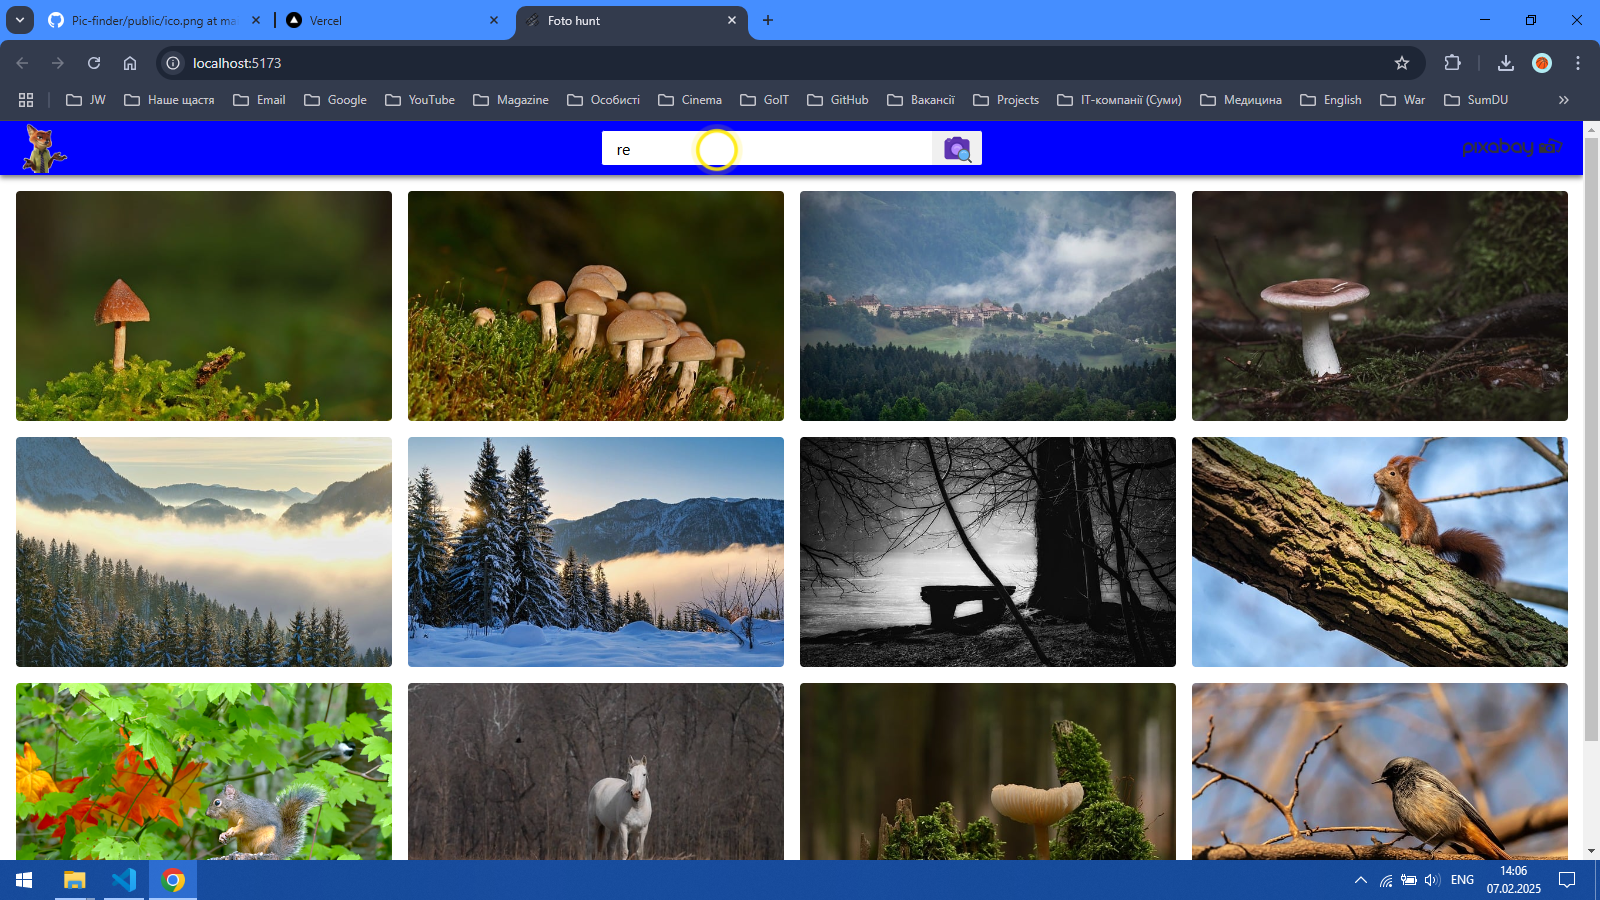 Pic-finder/public/ico.png at ma
Vercel
Foto hunt
localhost:5173
JW
Наше щастя
Email
Google
YouTube
Magazine
Особисті
Cinema
GoIT
GitHub
Вакансії
Projects
IT-компанії (Суми)
Медицина
English
War
SumDU
re
pixabay
ENG
14:06
07.02.2025